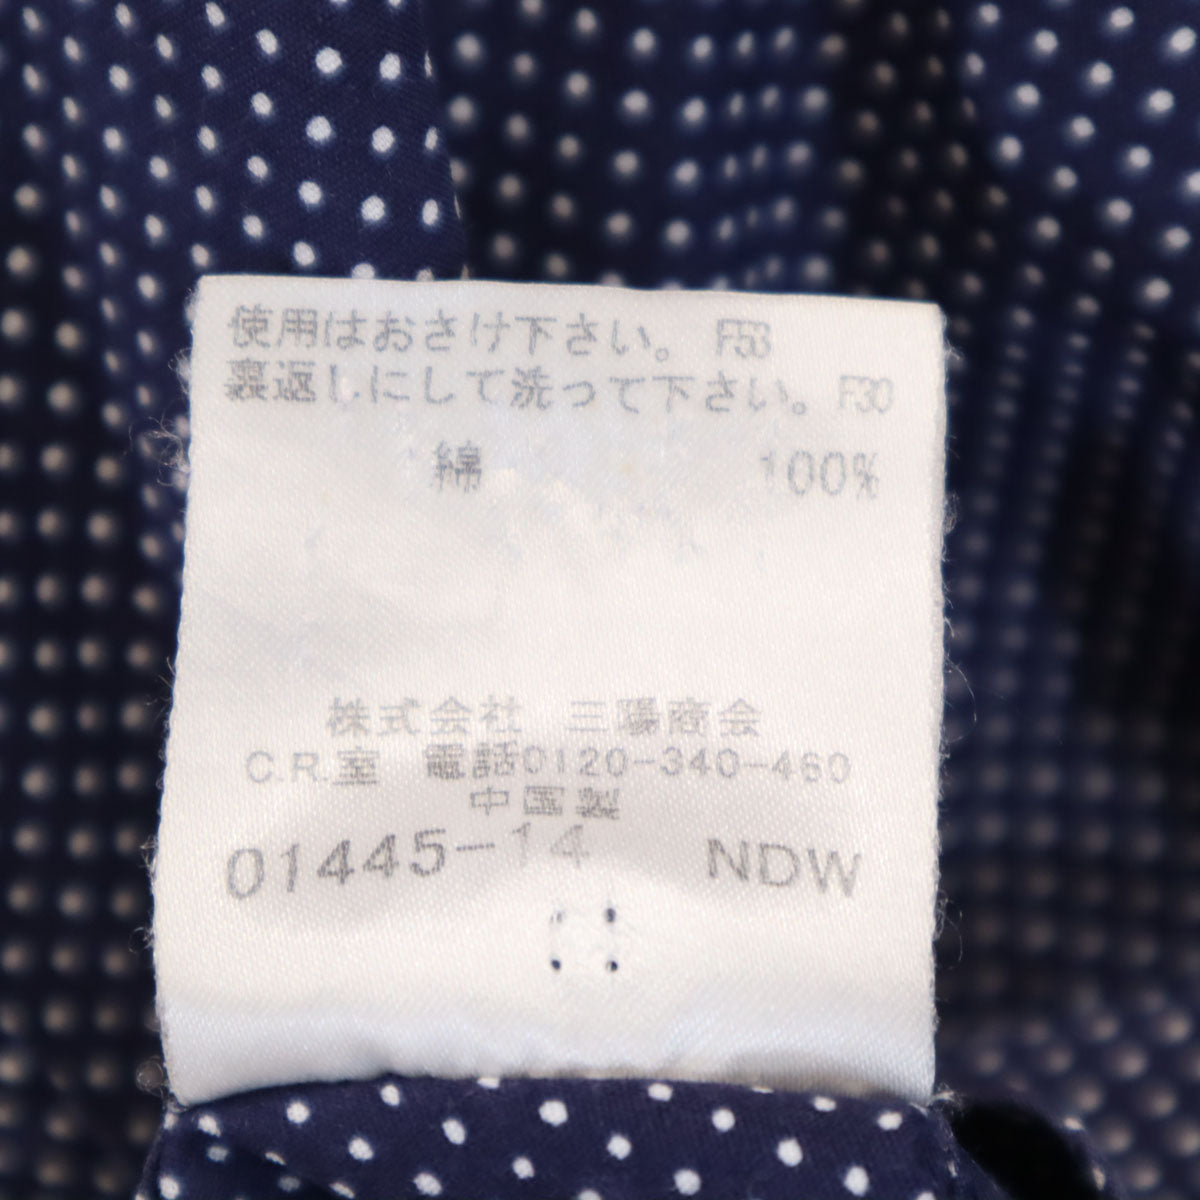 使用はおさけ下さい。 F53
裏返しにして洗って下さい。F30
綿 100%
株式会社 三陽商会
C.R.室 電話0120-340-460
中国製
01445-14 NDW